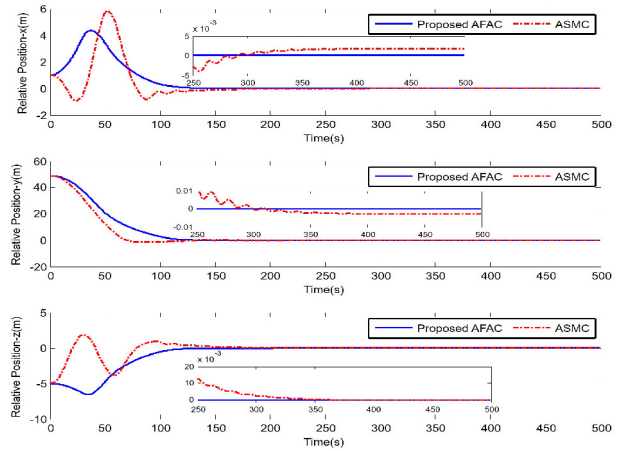 Proposed AFAC ASMC
Relative Position-x(m)
6
4
2
0
-2
x 10⁻³
5
0
-5
250 300 350 400 450 500
0 50 100 150 200 250 300 350 400 450 500
Time(s)
Proposed AFAC ASMC
Relative Position-y(m)
60
40
20
0
-20
0.01
0
-0.01
250 300 350 400 450 500
0 50 100 150 200 250 300 350 400 450 500
Time(s)
Proposed AFAC ASMC
Relative Position-z(m)
5
0
-5
-10
x 10⁻³
20
10
0
250 300 350 400 450 500
0 50 100 150 200 250 300 350 400 450 500
Time(s)